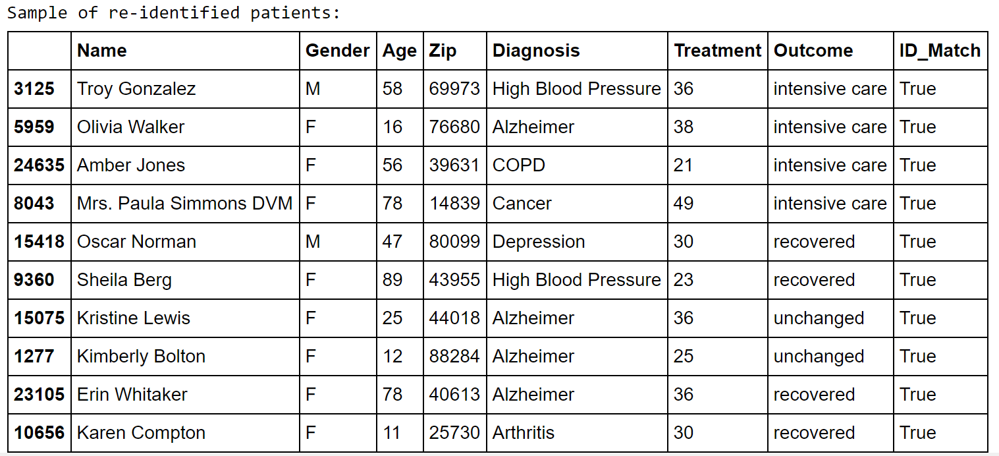 Sample of re-identified patients:
Name Gender Age Zip Diagnosis Treatment Outcome ID_Match
3125 Troy Gonzalez M 58 69973 High Blood Pressure 36 intensive care True
5959 Olivia Walker F 16 76680 Alzheimer 38 intensive care True
24635 Amber Jones F 56 39631 COPD 21 intensive care True
8043 Mrs. Paula Simmons DVM F 78 14839 Cancer 49 intensive care True
15418 Oscar Norman M 47 80099 Depression 30 recovered True
9360 Sheila Berg F 89 43955 High Blood Pressure 23 recovered True
15075 Kristine Lewis F 25 44018 Alzheimer 36 unchanged True
1277 Kimberly Bolton F 12 88284 Alzheimer 25 unchanged True
23105 Erin Whitaker F 78 40613 Alzheimer 36 recovered True
10656 Karen Compton F 11 25730 Arthritis 30 recovered True